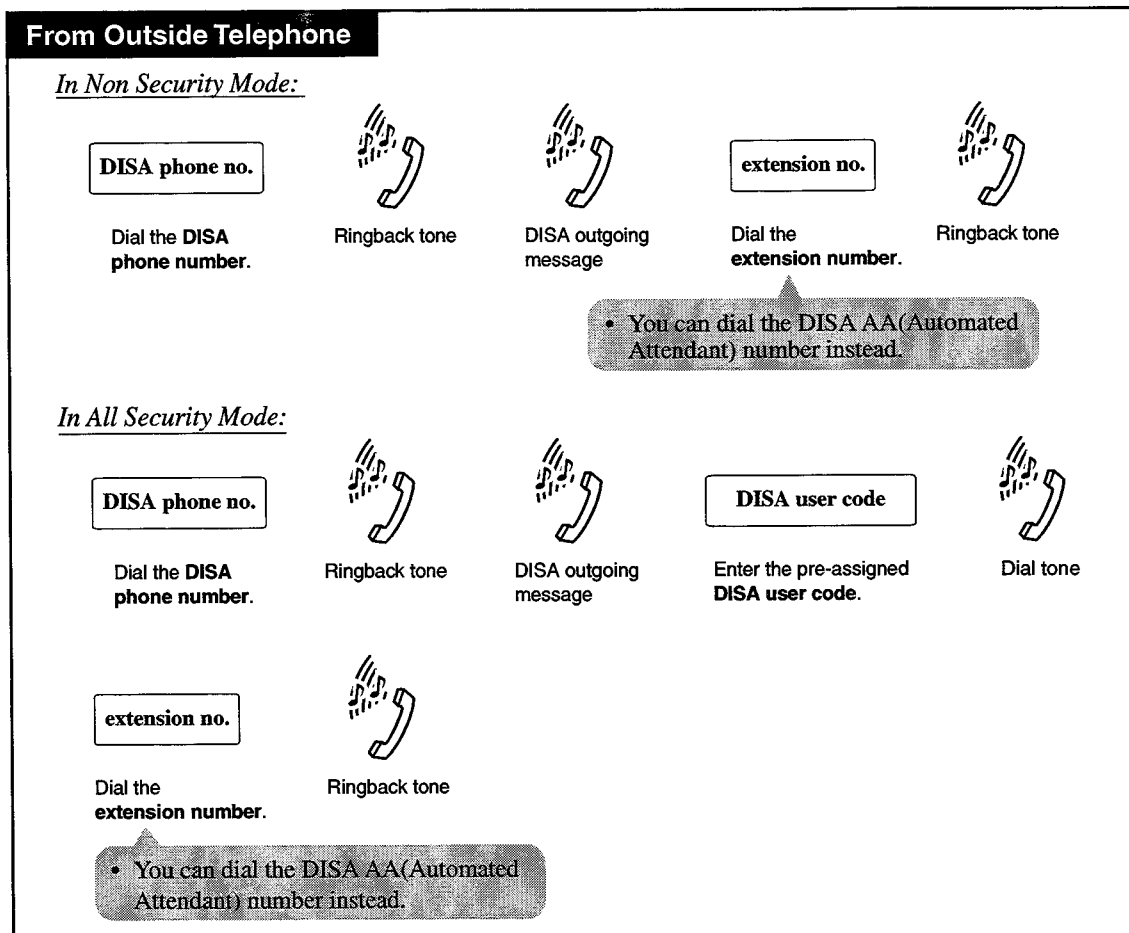 From Outside Telephone
In Non Security Mode:
DISA phone no.
extension no.
Dial the DISA
phone number.
Ringback tone
DISA outgoing
message
Dial the
extension number.
Ringback tone
• You can dial the DISA AA(Automated
Attendant) number instead.
In All Security Mode:
DISA phone no.
DISA user code
Dial the DISA
phone number.
Ringback tone
DISA outgoing
message
Enter the pre-assigned
DISA user code.
Dial tone
extension no.
Dial the
extension number.
Ringback tone
• You can dial the DISA AA(Automated
Attendant) number instead.